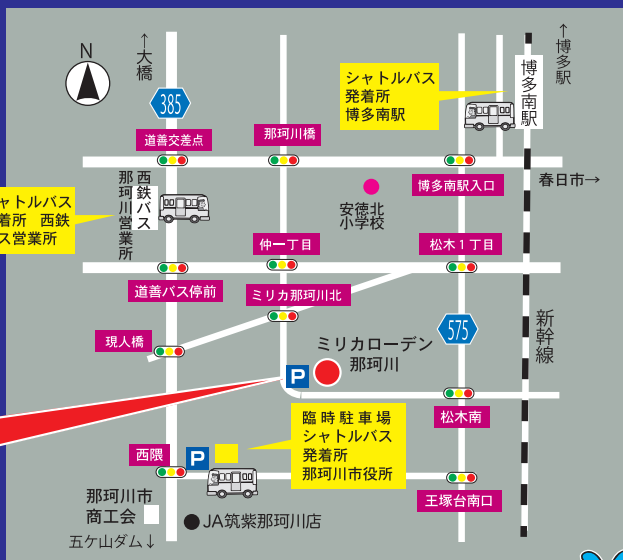 N
↑大橋
385
シャトルバス
発着所
博多南駅
博多南駅
↑博多駅
道善交差点
那珂川橋
博多南駅入口
春日市→
安徳北
小学校
西鉄バス
那珂川営業所
ャトルバス
着所 西鉄
ス営業所
仲一丁目
松木1丁目
道善バス停前
ミリカ那珂川北
575
新幹線
現人橋
ミリカローデン
那珂川
P
松木南
臨時駐車場
シャトルバス
発着所
那珂川市役所
西隈
P
王塚台南口
那珂川市
商工会
JA筑紫那珂川店
五ケ山ダム↓